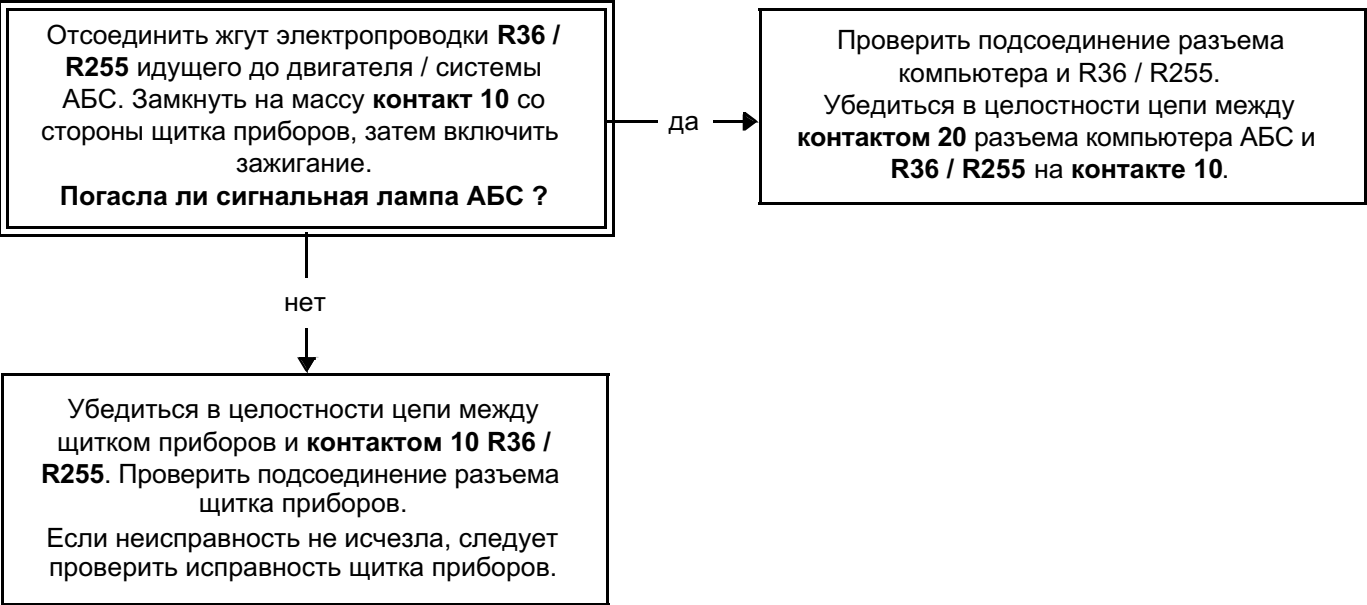 Отсоединить жгут электропроводки R36 /
R255 идущего до двигателя / системы
АБС. Замкнуть на массу контакт 10 со
стороны щитка приборов, затем включить
зажигание.
Погасла ли сигнальная лампа АБС ?
да
Проверить подсоединение разъема
компьютера и R36 / R255.
Убедиться в целостности цепи между
контактом 20 разъема компьютера АБС и
R36 / R255 на контакте 10.
нет
Убедиться в целостности цепи между
щитком приборов и контактом 10 R36 /
R255. Проверить подсоединение разъема
щитка приборов.
Если неисправность не исчезла, следует
проверить исправность щитка приборов.